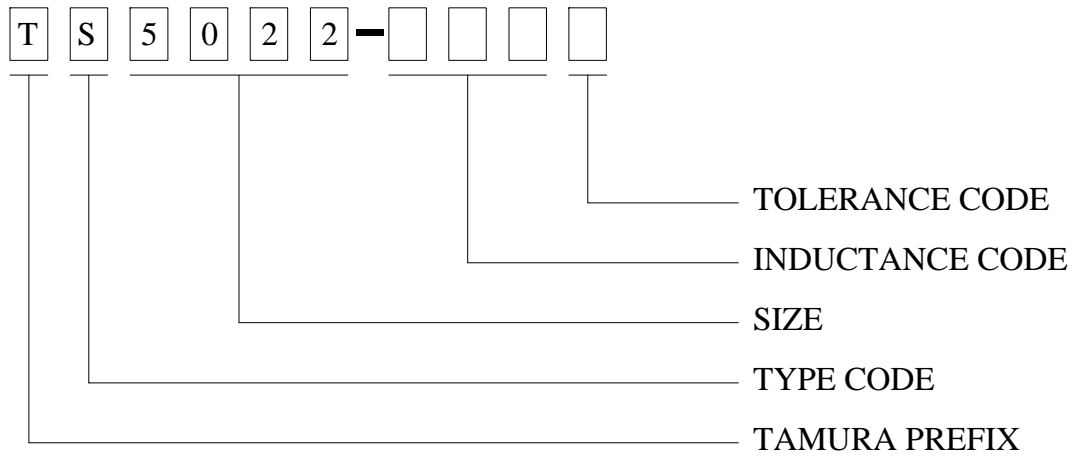 T S 5 0 2 2 -
TOLERANCE CODE
INDUCTANCE CODE
SIZE
TYPE CODE
TAMURA PREFIX